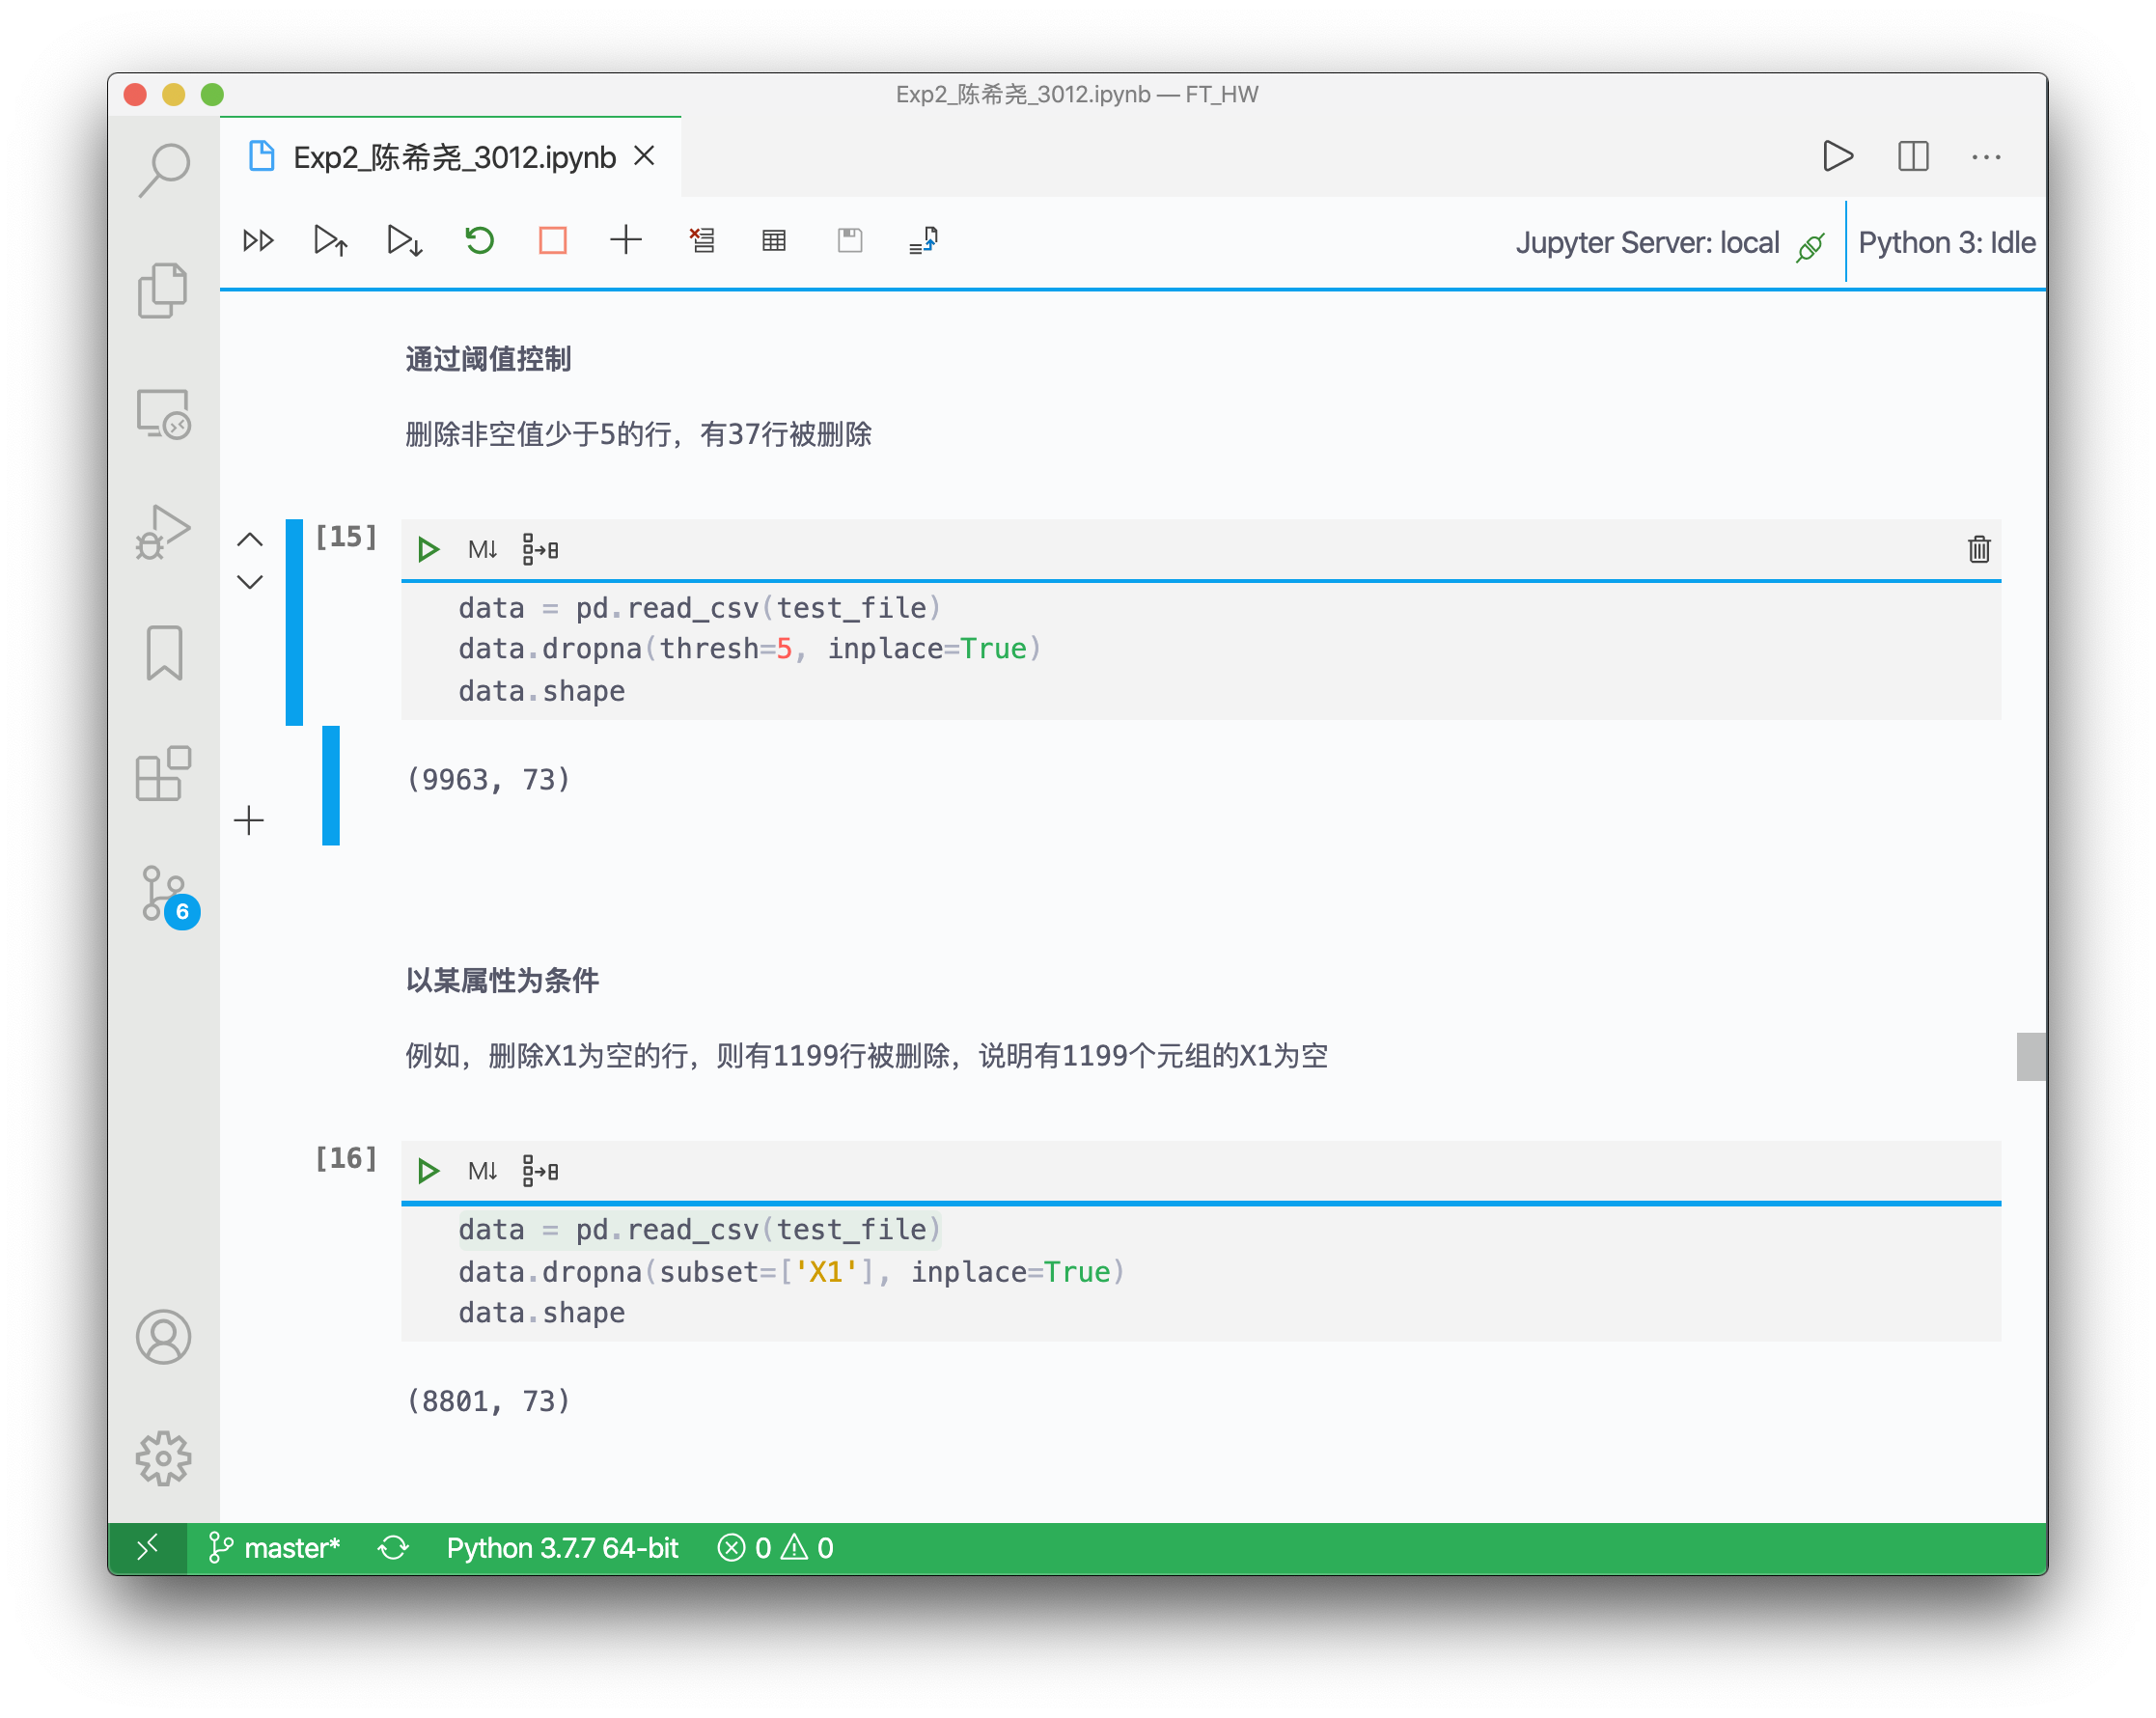 Exp2_陈希尧_3012.ipynb — FT_HW
Exp2_陈希尧_3012.ipynb
Jupyter Server: local
Python 3: Idle
通过阈值控制
删除非空值少于5的行，有37行被删除
[15]
M↓
data = pd.read_csv(test_file)
data.dropna(thresh=5, inplace=True)
data.shape
(9963, 73)
6
以某属性为条件
例如，删除X1为空的行，则有1199行被删除，说明有1199个元组的X1为空
[16]
M↓
data = pd.read_csv(test_file)
data.dropna(subset=['X1'], inplace=True)
data.shape
(8801, 73)
master*
Python 3.7.7 64-bit
0
0